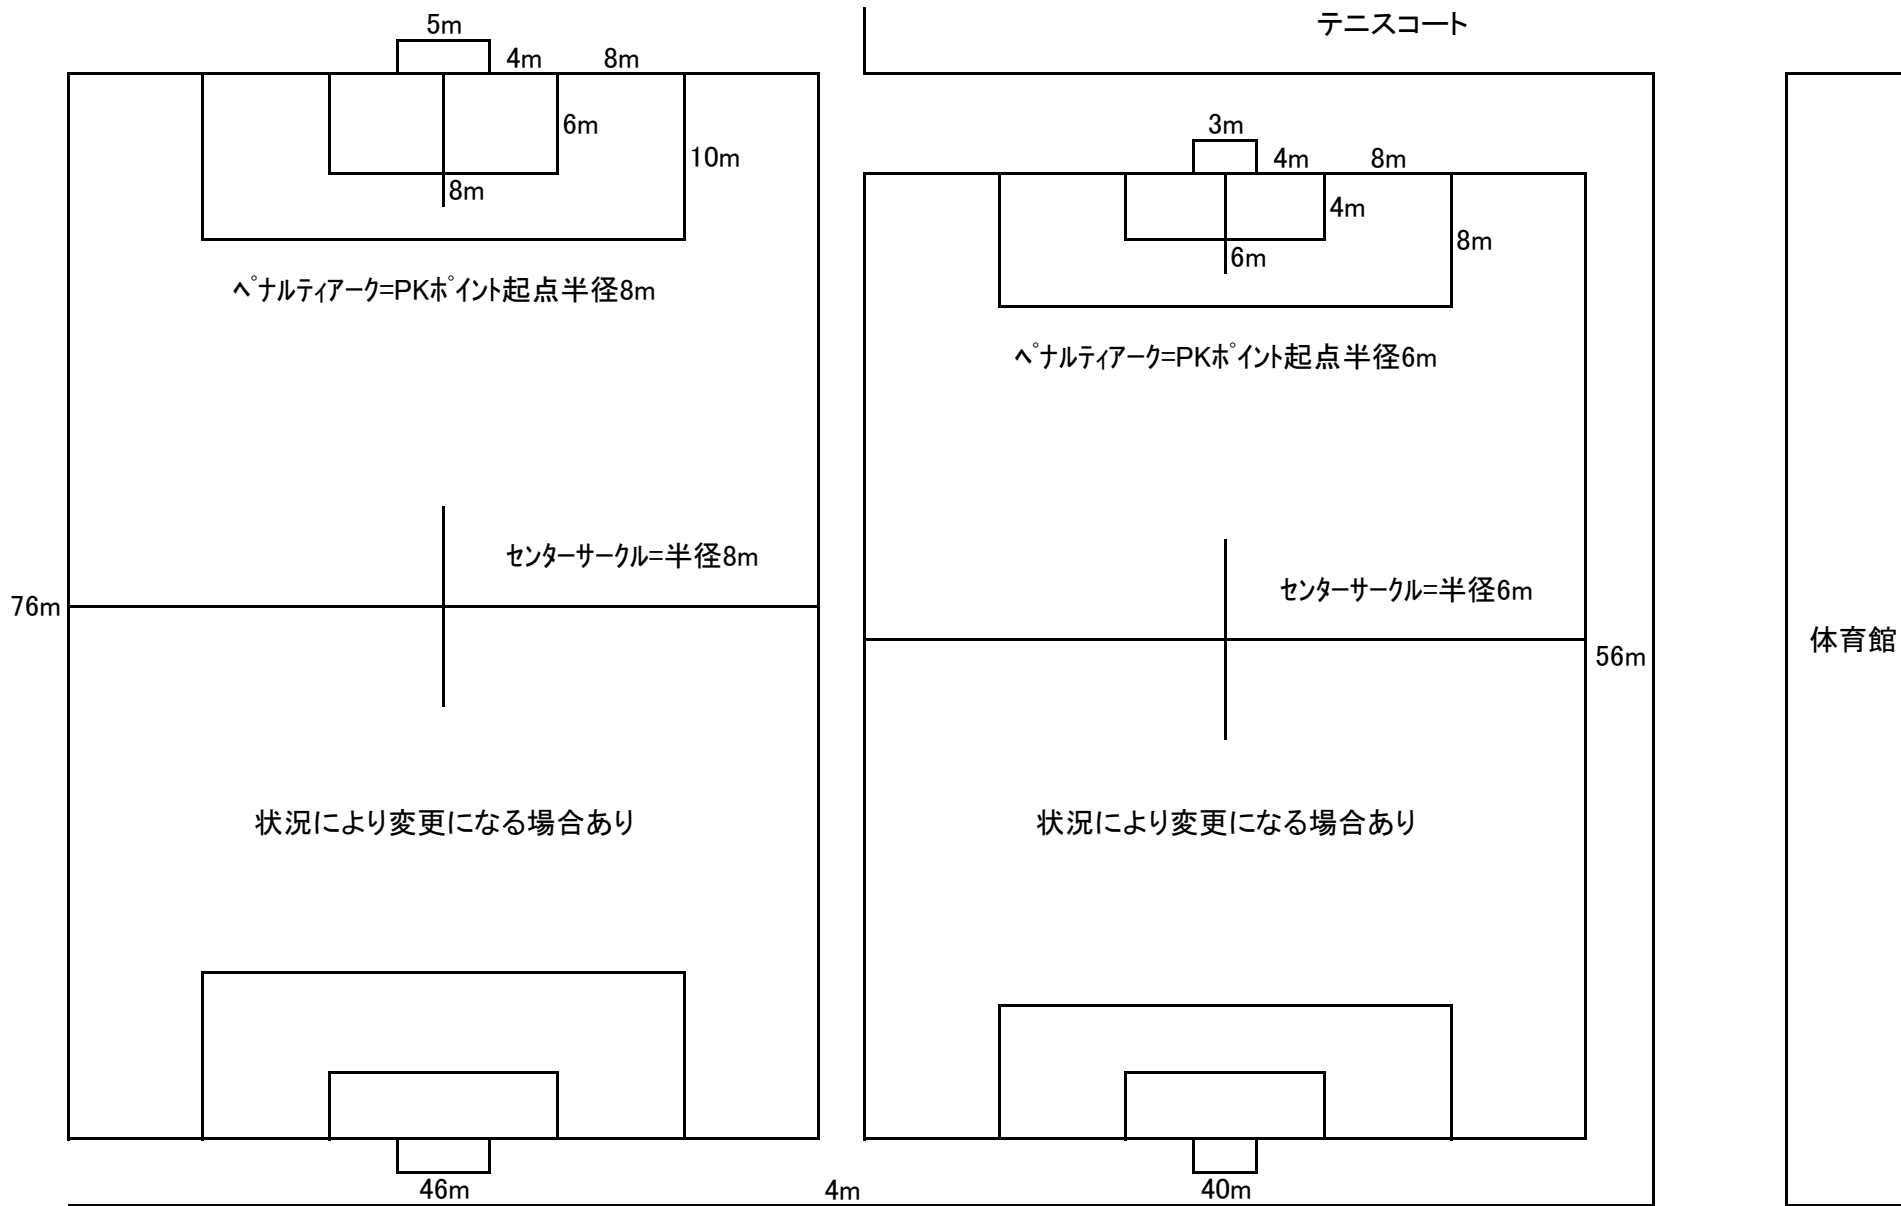 テニスコート
5m
4m
8m
6m
10m
8m
ﾍﾟﾅﾙﾃｨｱｰｸ=PKﾎﾟｲﾝﾄ起点半径8m
ｾﾝﾀｰｻｰｸﾙ=半径8m
76m
状況により変更になる場合あり
46m
4m
3m
4m
8m
4m
8m
6m
ﾍﾟﾅﾙﾃｨｱｰｸ=PKﾎﾟｲﾝﾄ起点半径6m
ｾﾝﾀｰｻｰｸﾙ=半径6m
56m
状況により変更になる場合あり
40m
体育館